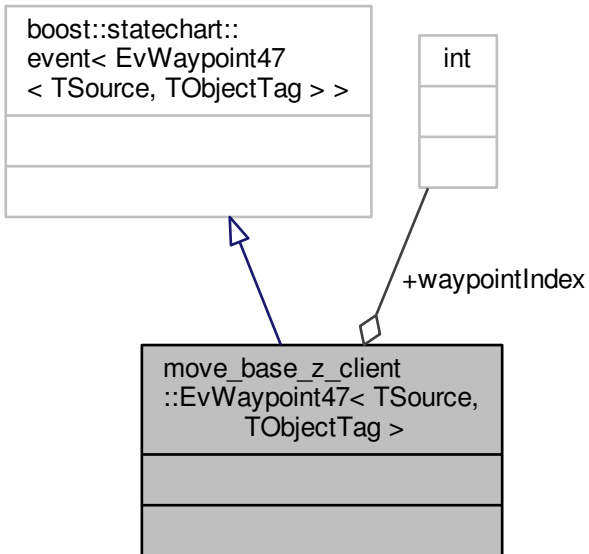 boost::statechart::
event< EvWaypoint47
< TSource, TObjectTag > >
int
+waypointIndex
move_base_z_client
::EvWaypoint47< TSource,
TObjectTag >